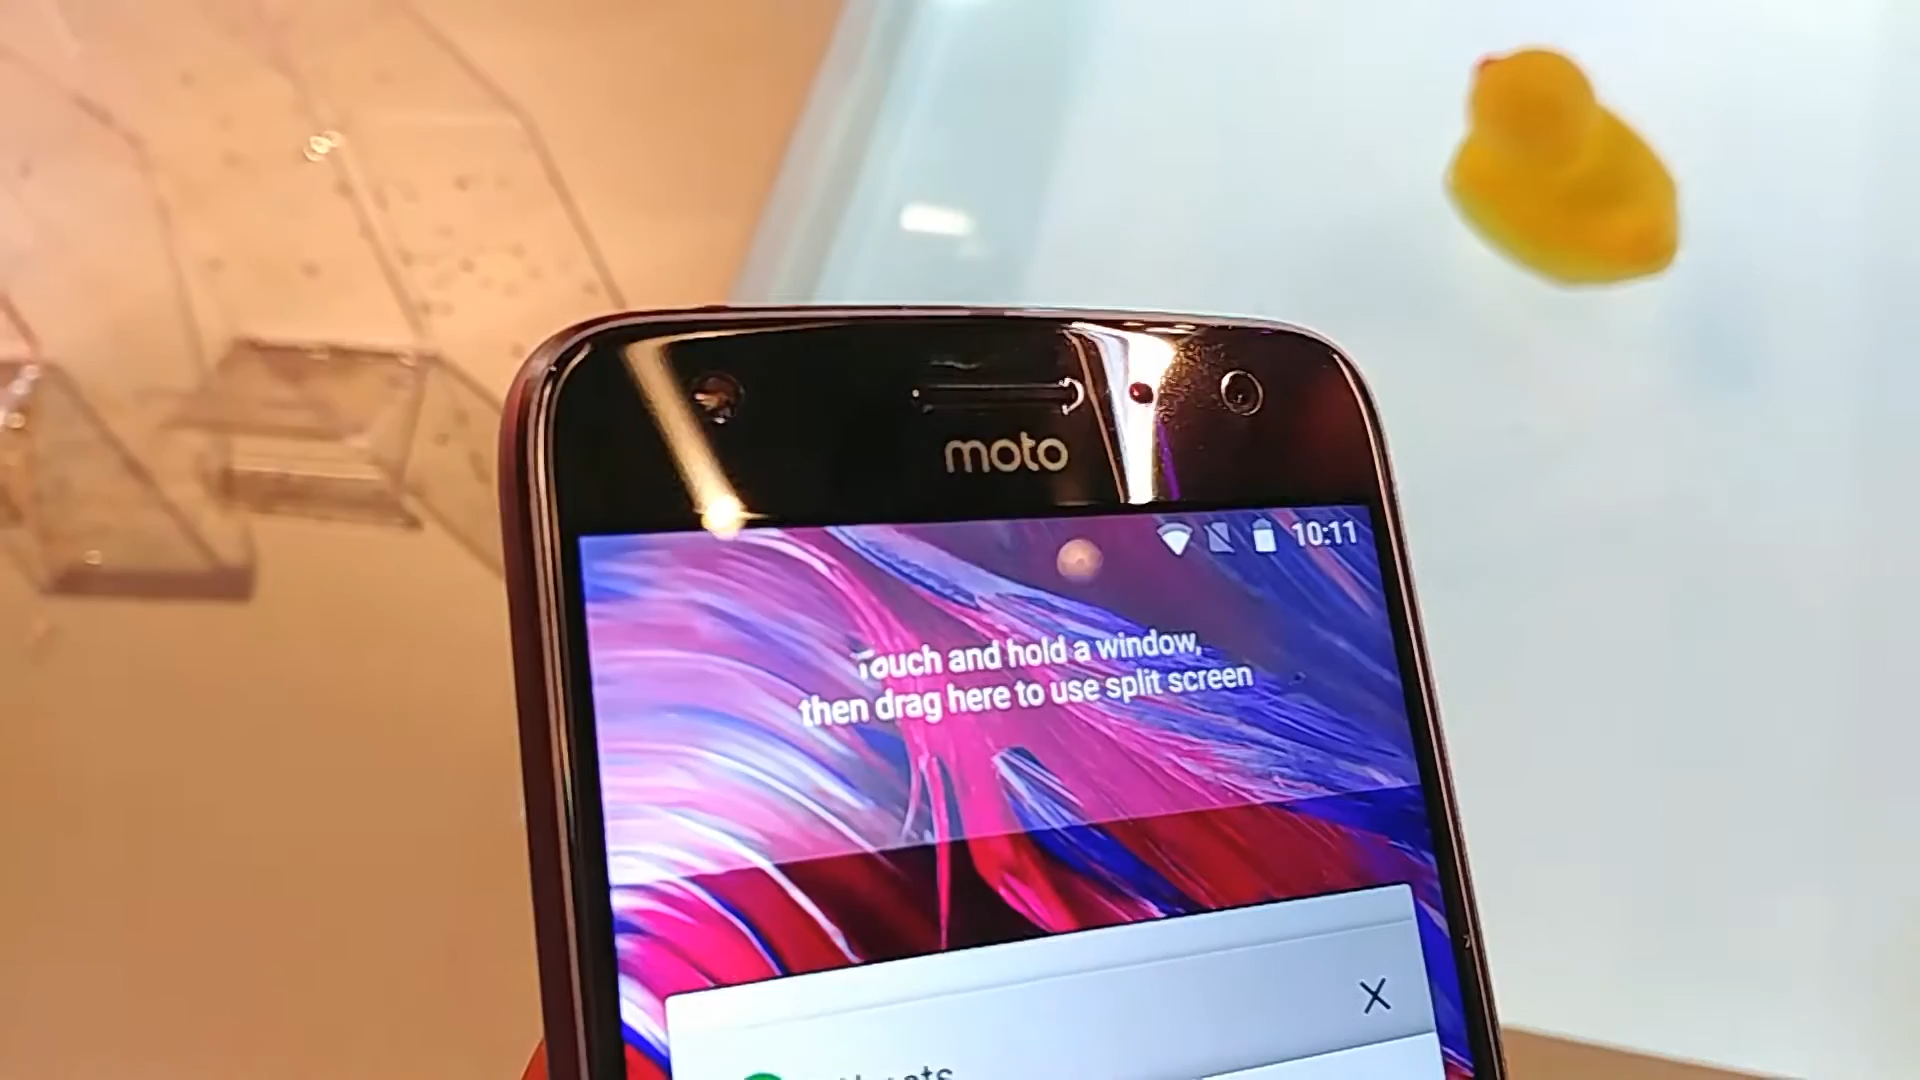 moto
10:11
Touch and hold a window,
then drag here to use split screen